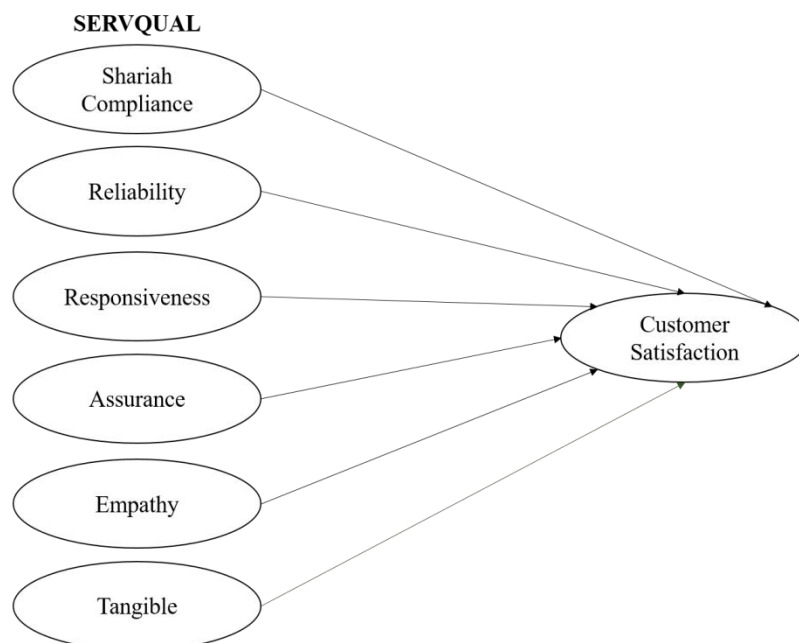 SERVQUAL
Shariah
Compliance
Reliability
Responsiveness
Assurance
Empathy
Tangible
Customer
Satisfaction